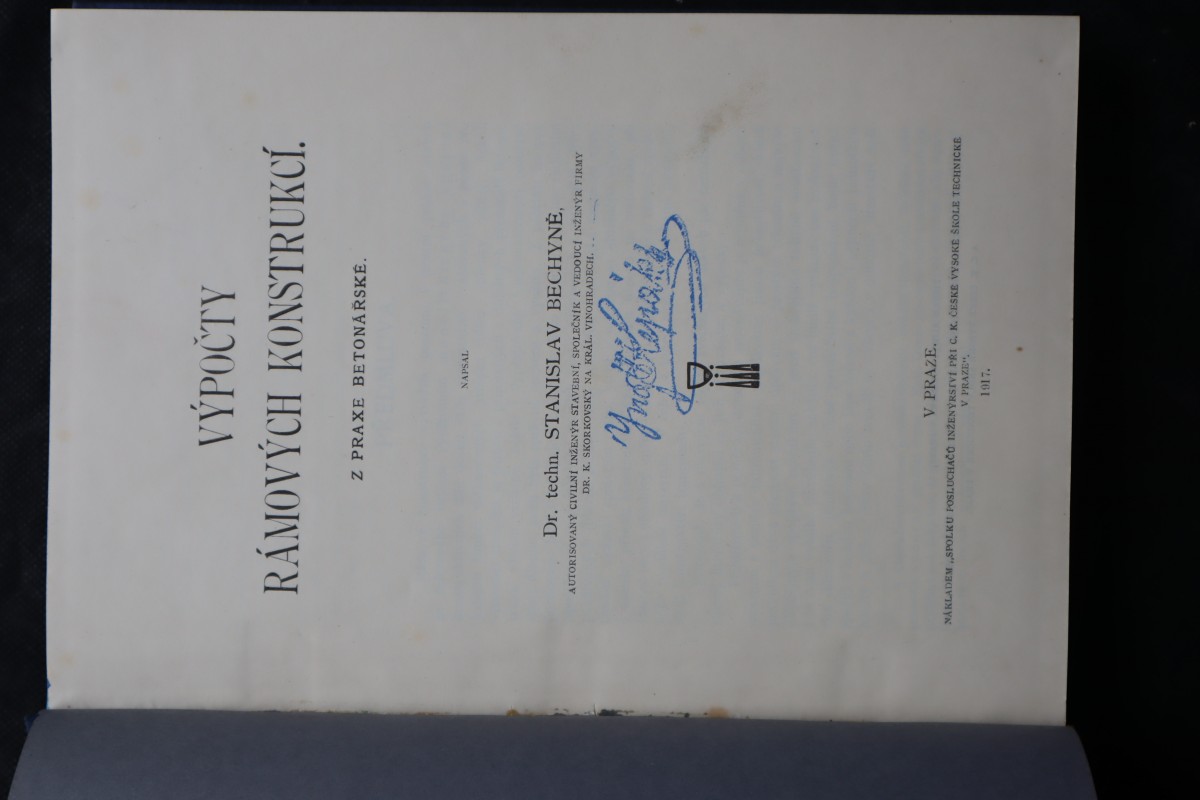 VÝPOČTY
RÁMOVÝCH KONSTRUKCÍ.
Z PRAXE BETONÁŘSKÉ.
NAPSAL
Dr. techn. STANISLAV BECHYNĚ,
AUTORISOVANÝ CIVILNÍ INŽENÝR STAVEBNÍ, SPOLEČNÍK A VEDOUCÍ INŽENÝR FIRMY
DR. K. SKORKOVSKÝ NA KRÁL. VINOHRADECH.
V PRAZE.
NÁKLADEM „SPOLKU POSLUCHAČŮ INŽENÝRSTVÍ PŘI C. K. ČESKÉ VYSOKÉ ŠKOLE TECHNICKÉ
V PRAZE“.
1917.